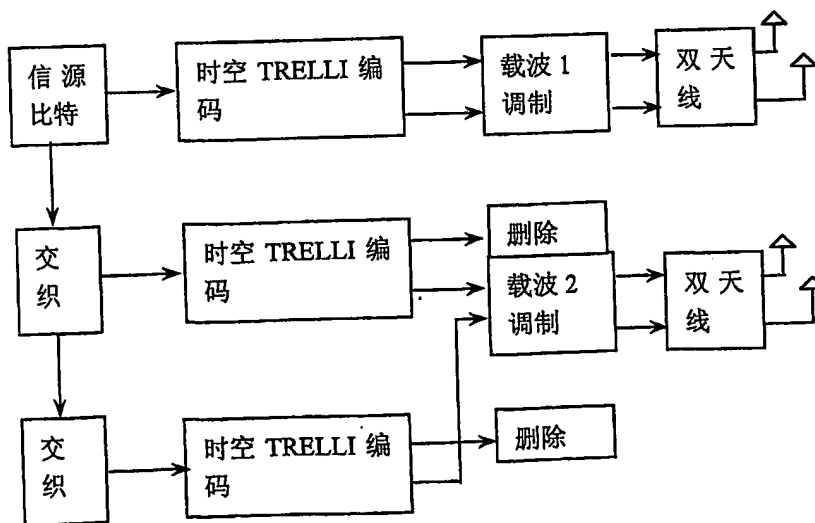 信 源
比特
时空 TRELLI 编
码
载波 1
调制
双 天
线
交
织
时空 TRELLI 编
码
删除
载波 2
调制
双 天
线
交
织
时空 TRELLI 编
码
删除